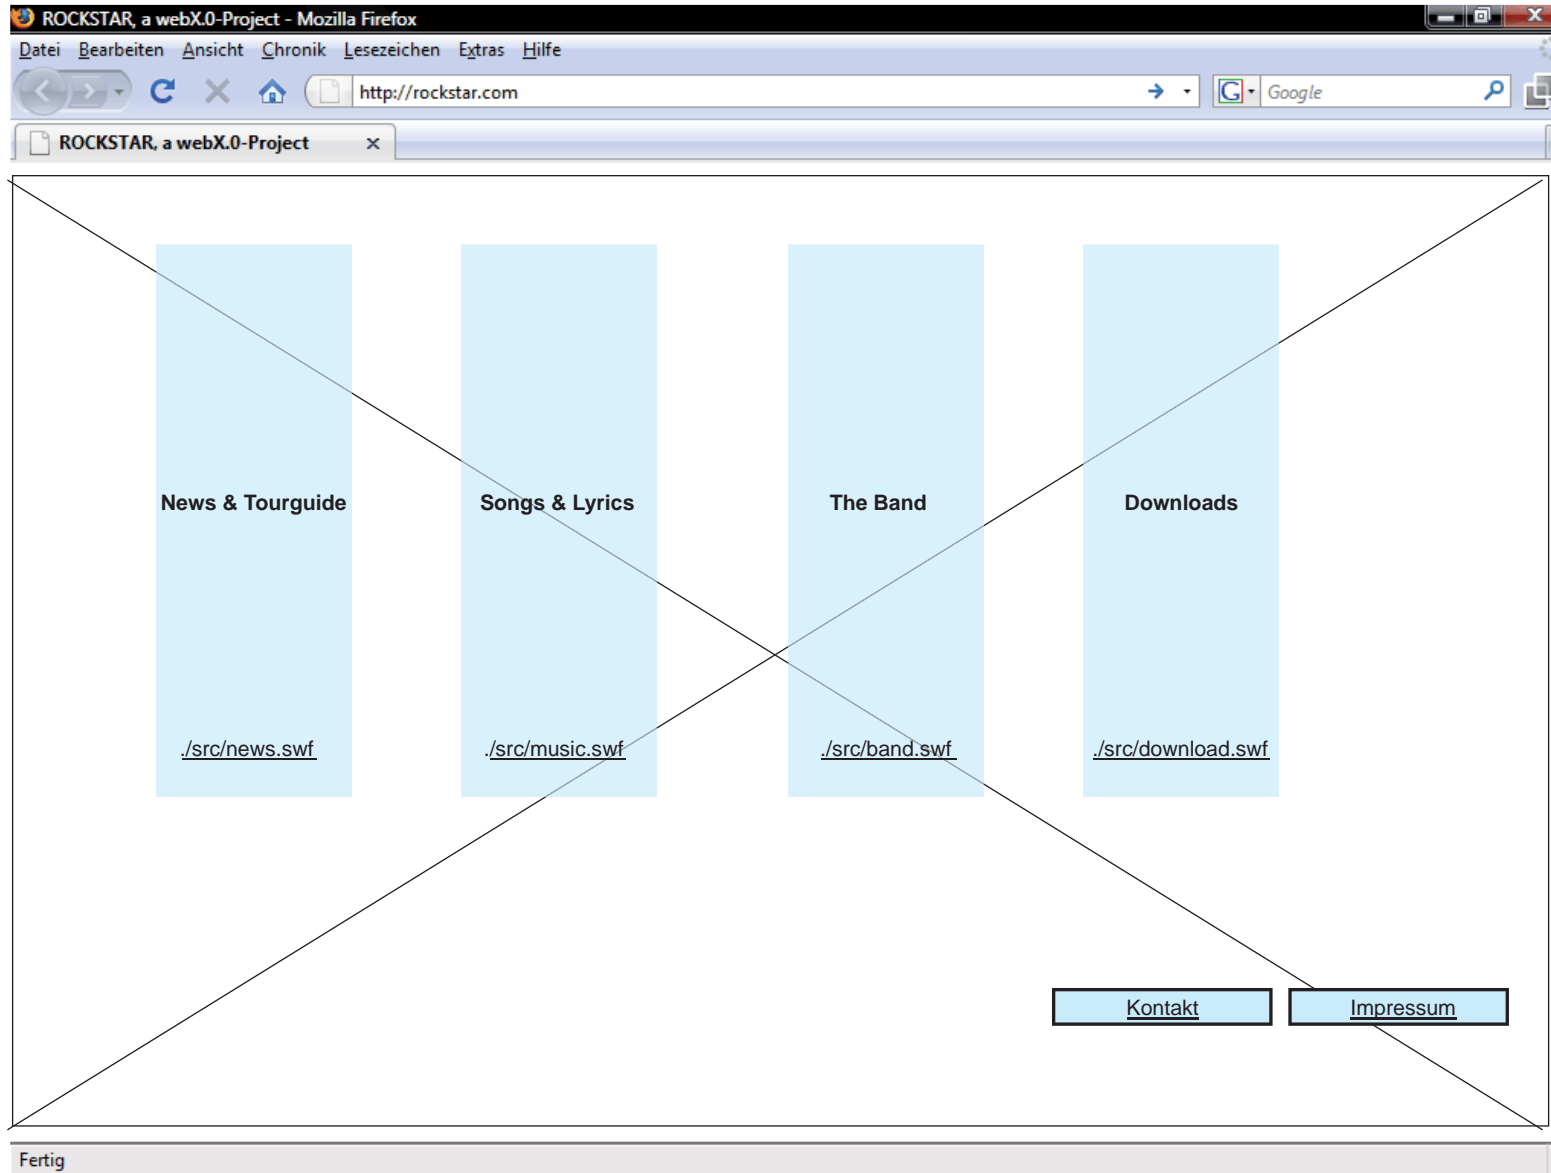 ROCKSTAR, a webX.0-Project - Mozilla Firefox
Datei Bearbeiten Ansicht Chronik Lesezeichen Extras Hilfe
http://rockstar.com
G Google
ROCKSTAR, a webX.0-Project
News & Tourguide
Songs & Lyrics
The Band
Downloads
./src/news.swf
./src/music.swf
./src/band.swf
./src/download.swf
Kontakt
Impressum
Fertig